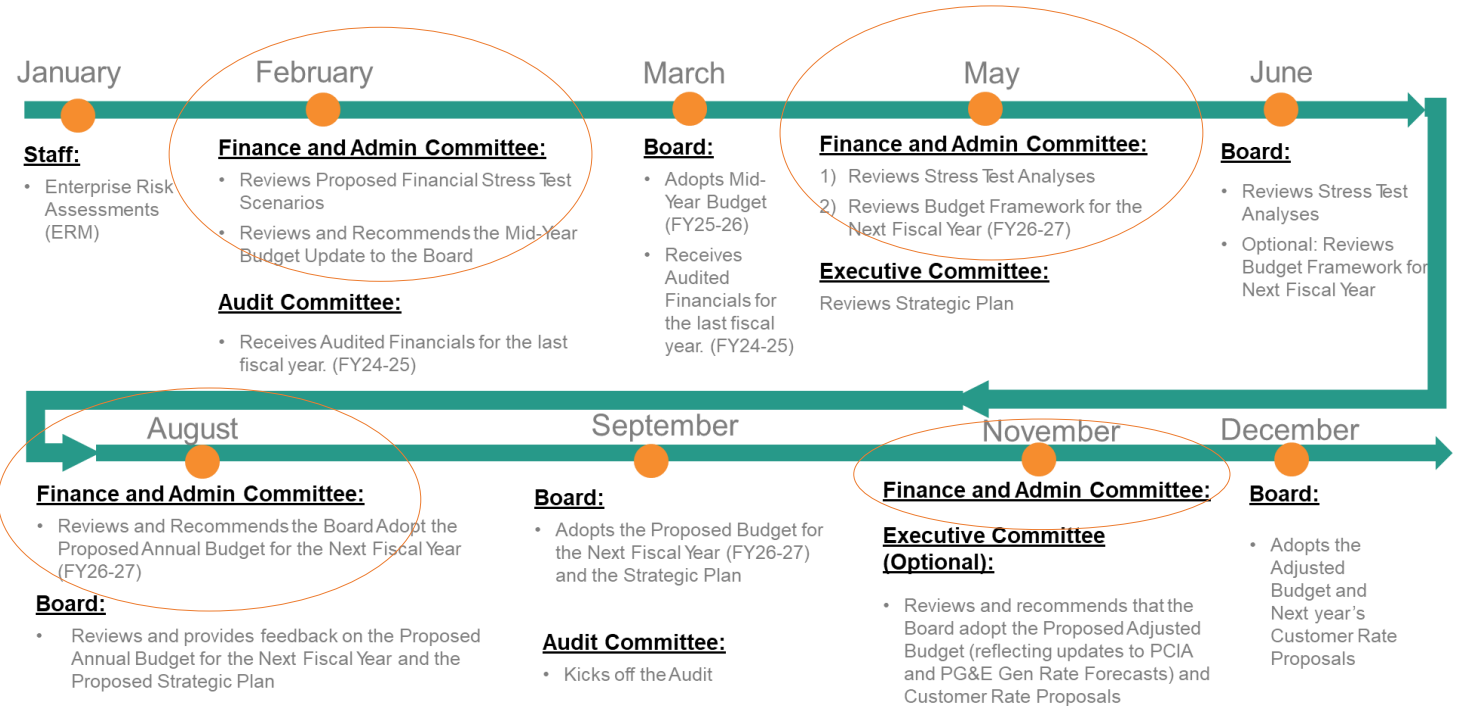 January
Staff:
• Enterprise Risk
Assessments
(ERM)
February
Finance and Admin Committee:
• Reviews Proposed Financial Stress Test
Scenarios
• Reviews and Recommends the Mid-Year
Budget Update to the Board
Audit Committee:
• Receives Audited Financials for the last
fiscal year. (FY24-25)
March
Board:
• Adopts Mid-
Year Budget
(FY25-26)
• Receives
Audited
Financials for
the last fiscal
year. (FY24-25)
May
Finance and Admin Committee:
1) Reviews Stress Test Analyses
2) Reviews Budget Framework for the
Next Fiscal Year (FY26-27)
Executive Committee:
Reviews Strategic Plan
June
Board:
• Reviews Stress Test
Analyses
• Optional: Reviews
Budget Framework for
Next Fiscal Year
August
Finance and Admin Committee:
• Reviews and Recommends the Board Adopt the
Proposed Annual Budget for the Next Fiscal Year
(FY26-27)
Board:
• Reviews and provides feedback on the Proposed
Annual Budget for the Next Fiscal Year and the
Proposed Strategic Plan
September
Board:
• Adopts the Proposed Budget for
the Next Fiscal Year (FY26-27)
and the Strategic Plan
Audit Committee:
• Kicks off the Audit
November
Finance and Admin Committee:
Executive Committee
(Optional):
• Reviews and recommends that the
Board adopt the Proposed Adjusted
Budget (reflecting updates to PCIA
and PG&E Gen Rate Forecasts) and
Customer Rate Proposals
December
Board:
• Adopts the
Adjusted
Budget and
Next year's
Customer Rate
Proposals